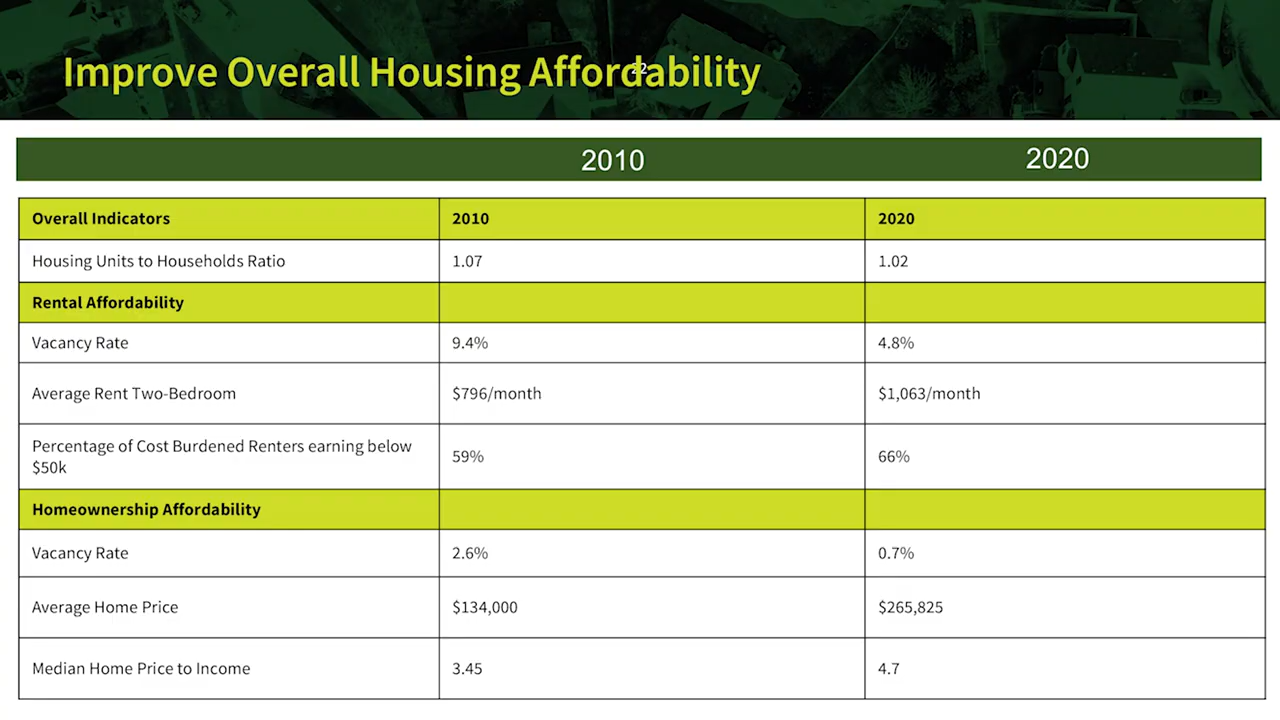 Improve Overall Housing Affordability
22
2010 2020
Overall Indicators 2010 2020
Housing Units to Households Ratio 1.07 1.02
Rental Affordability
Vacancy Rate 9.4% 4.8%
Average Rent Two-Bedroom $796/month $1,063/month
Percentage of Cost Burdened Renters earning below
$50k 59% 66%
Homeownership Affordability
Vacancy Rate 2.6% 0.7%
Average Home Price $134,000 $265,825
Median Home Price to Income 3.45 4.7